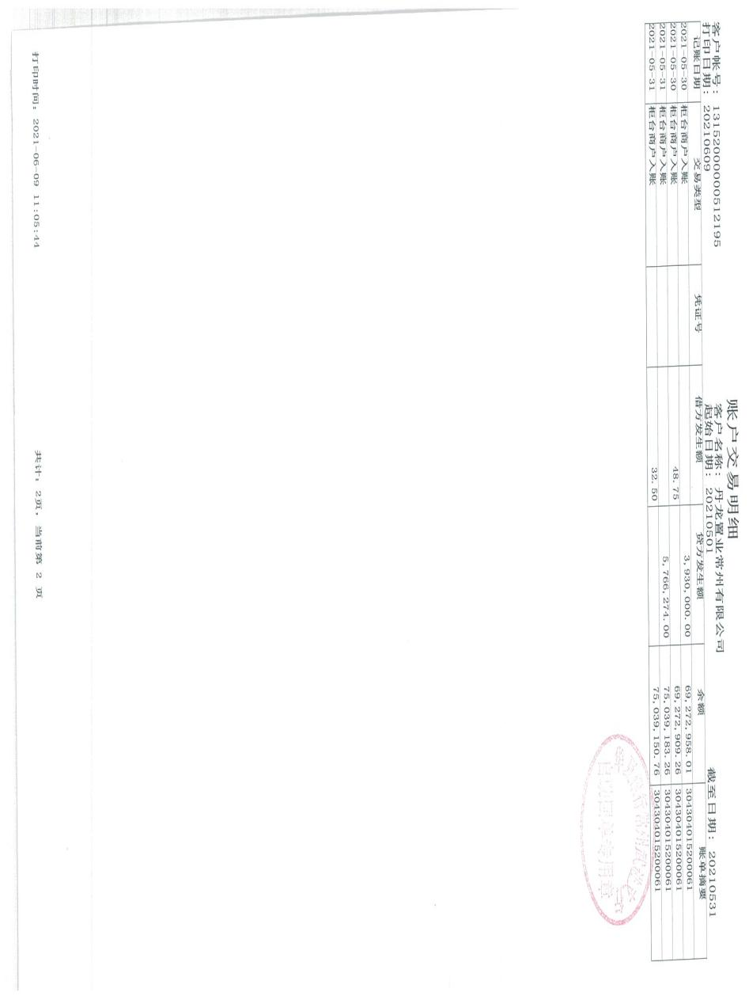 账户交易明细
客户帐号: 1315200000512195 客户名称: 丹龙置业常州有限公司
打印日期: 20210609 起始日期: 20210501 截至日期: 20210531
记账日期 交易类型 凭证号 借方发生额 贷方发生额 余额 账单摘要
2021-05-30 柜台商户入账 3,930,000.00 69,272,958.01 304304015200061
2021-05-30 柜台商户入账 48.75 69,272,909.26 304304015200061
2021-05-31 柜台商户入账 5,766,274.00 75,039,183.26 304304015200061
2021-05-31 柜台商户入账 32.50 75,039,150.76 304304015200061
打印时间: 2021-06-09 11:05:44 共计: 2页, 当前第 2 页